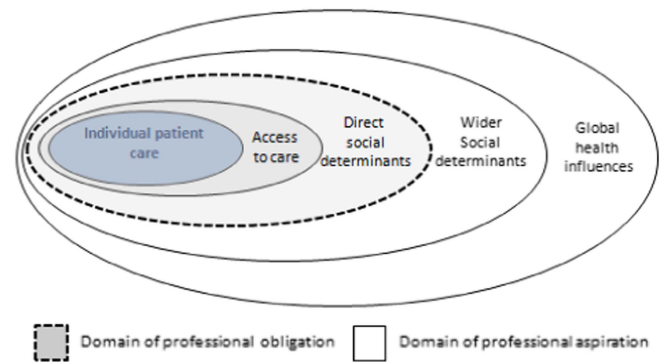 Individual patient
care
Access
to care
Direct
social
determinants
Wider
Social
determinants
Global
health
influences
Domain of professional obligation
Domain of professional aspiration